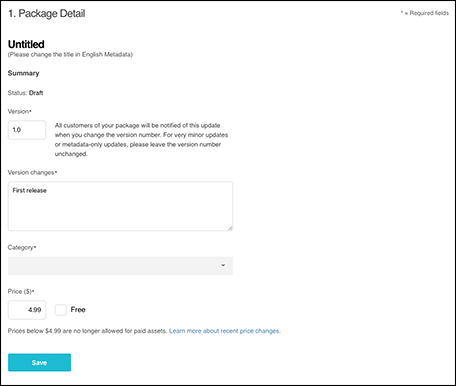 1. Package Detail
* = Required fields
Untitled
(Please change the title in English Metadata)
Summary
Status: Draft
Version*
1.0
All customers of your package will be notified of this update
when you change the version number. For very minor updates
or metadata-only updates, please leave the version number
unchanged.
Version changes*
First release
Category*
Price ($)*
4.99
Free
Prices below $4.99 are no longer allowed for paid assets. Learn more about recent price changes.
Save